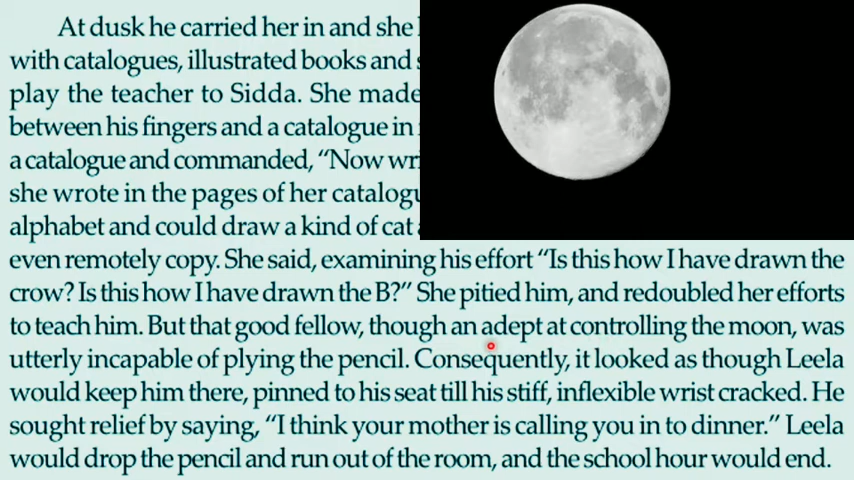 At dusk he carried her in and she
with catalogues, illustrated books and
play the teacher to Sidda. She made
between his fingers and a catalogue in
a catalogue and commanded, “Now
she wrote in the pages of her
alphabet and could draw a kind of cat
even remotely copy. She said, examining his effort “Is this how I have drawn the
crow? Is this how I have drawn the B?” She pitied him, and redoubled her efforts
to teach him. But that good fellow, though an adept at controlling the moon, was
utterly incapable of plying the pencil. Consequently, it looked as though Leela
would keep him there, pinned to his seat till his stiff, inflexible wrist cracked. He
sought relief by saying, “I think your mother is calling you in to dinner.” Leela
would drop the pencil and run out of the room, and the school hour would end.